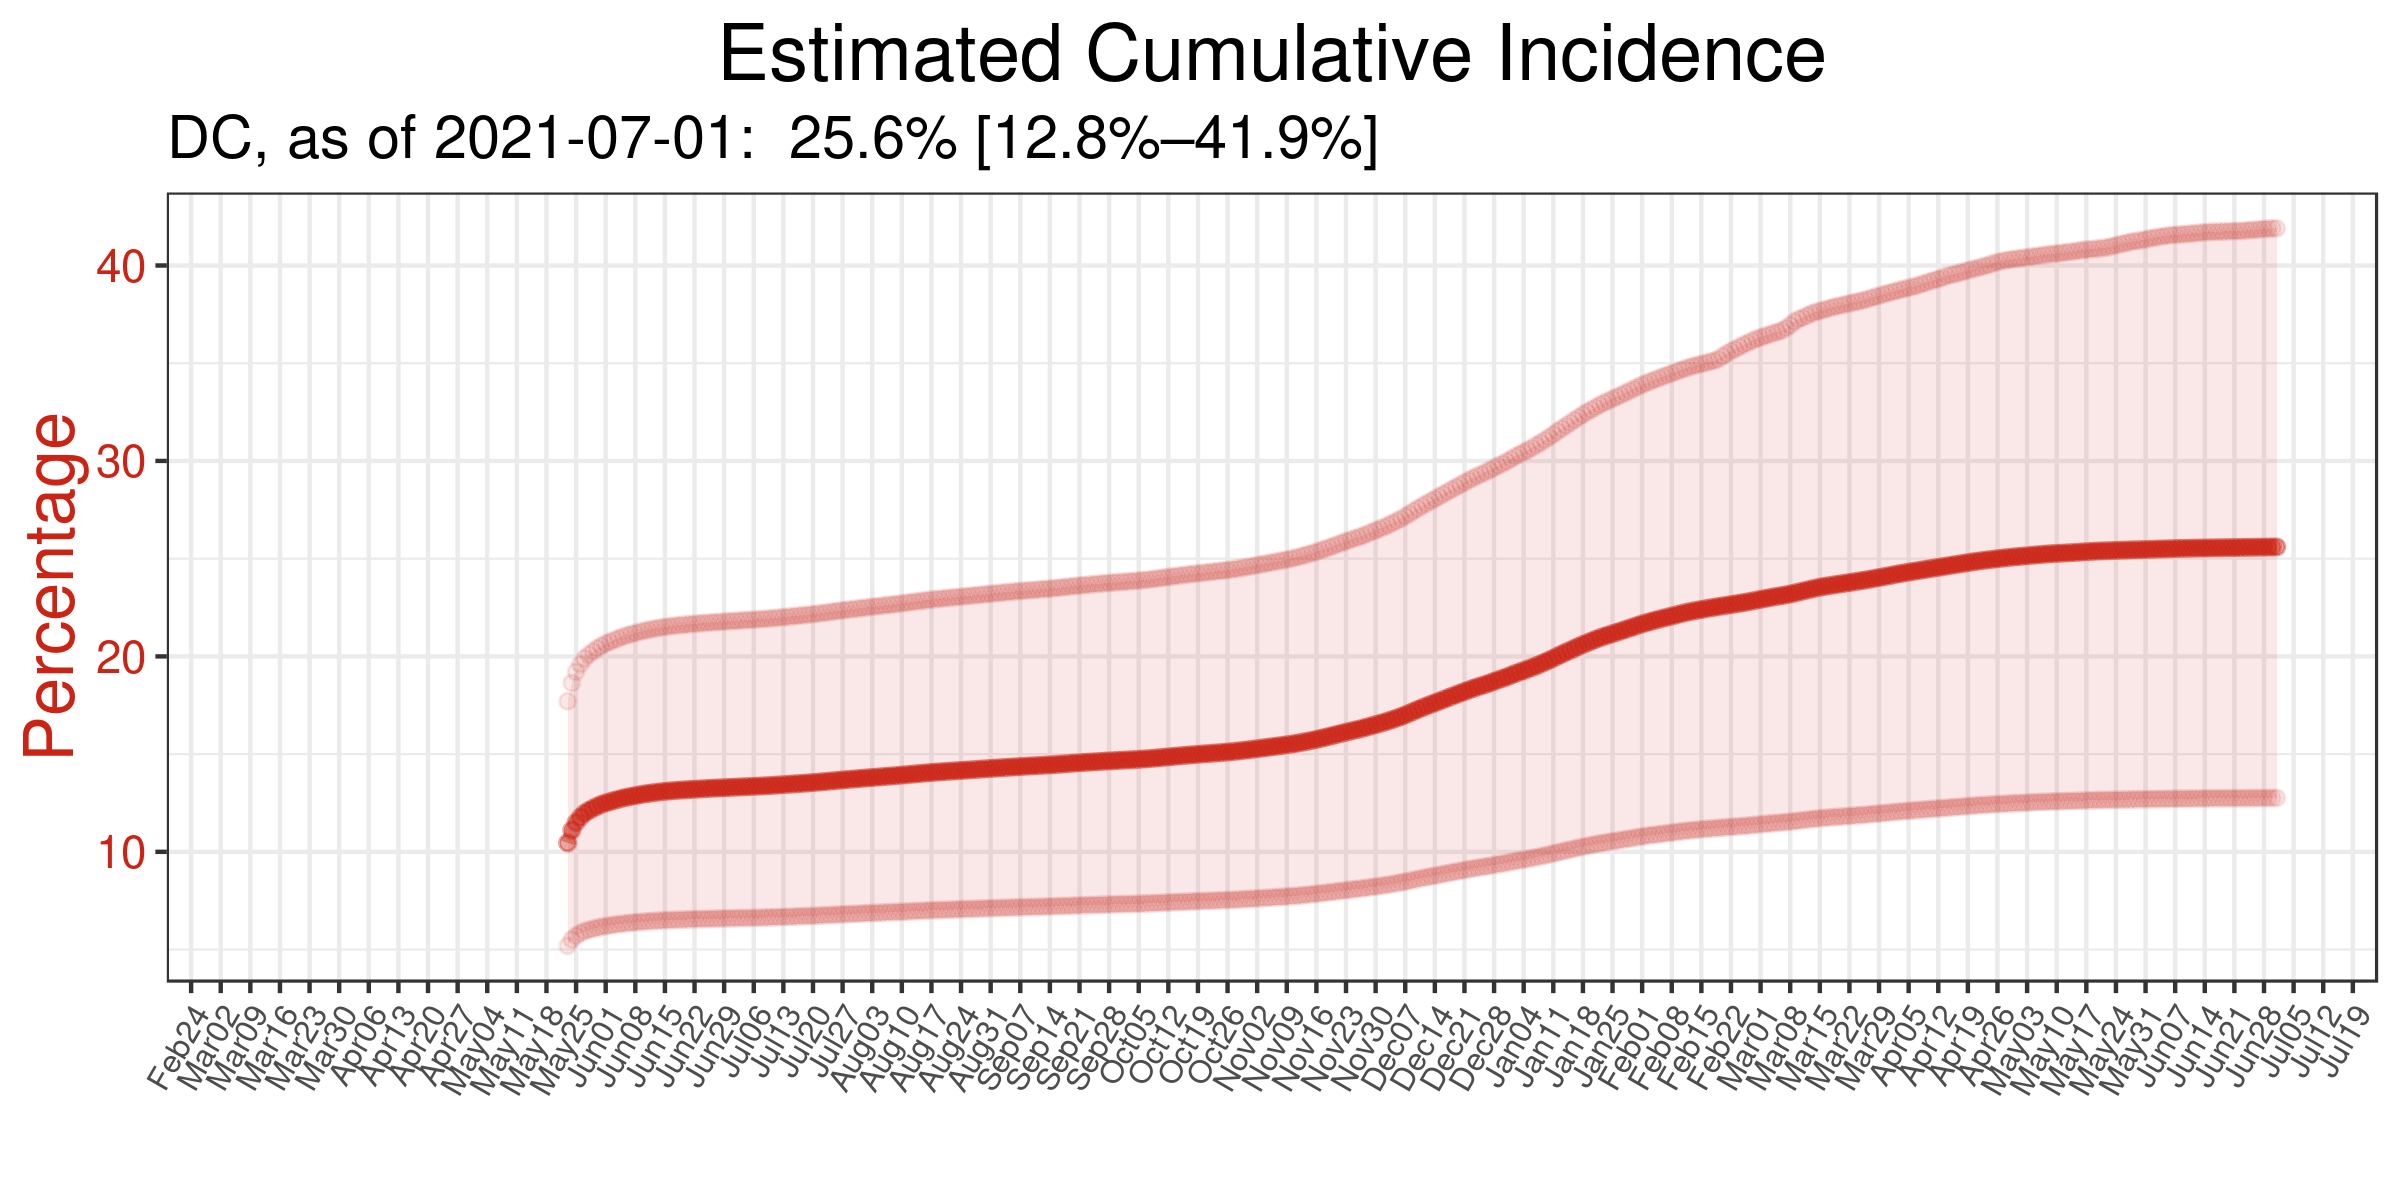 Estimated Cumulative Incidence
DC, as of 2021-07-01:  25.6% [12.8%–41.9%]
Percentage
40
30
20
10
Feb24
Mar02
Mar09
Mar16
Mar23
Mar30
Apr06
Apr13
Apr20
Apr27
May04
May11
May18
May25
Jun01
Jun08
Jun15
Jun22
Jun29
Jul06
Jul13
Jul20
Jul27
Aug03
Aug10
Aug17
Aug24
Aug31
Sep07
Sep14
Sep21
Sep28
Oct05
Oct12
Oct19
Oct26
Nov02
Nov09
Nov16
Nov23
Nov30
Dec07
Dec14
Dec21
Dec28
Jan04
Jan11
Jan18
Jan25
Feb01
Feb08
Feb15
Feb22
Mar01
Mar08
Mar15
Mar22
Mar29
Apr05
Apr12
Apr19
Apr26
May03
May10
May17
May24
May31
Jun07
Jun14
Jun21
Jun28
Jul05
Jul12
Jul19